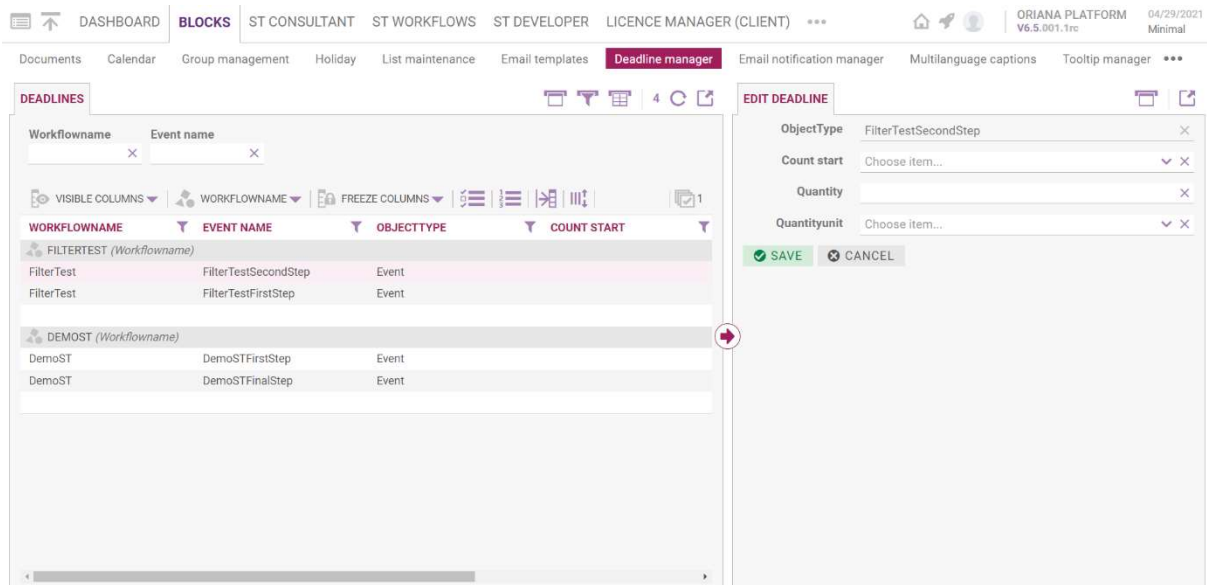 DASHBOARD BLOCKS ST CONSULTANT ST WORKFLOWS ST DEVELOPER LICENCE MANAGER (CLIENT) ORIANA PLATFORM 04/29/2021
V6.5.001.1rc Minimal
Documents Calendar Group management Holiday List maintenance Email templates Deadline manager Email notification manager Multilanguage captions Tooltip manager
DEADLINES 4 EDIT DEADLINE
Workflowname Event name
ObjectType FilterTestSecondStep
Count start Choose item...
Quantity
Quantityunit Choose item...
SAVE CANCEL
VISIBLE COLUMNS WORKFLOWNAME FREEZE COLUMNS 1
WORKFLOWNAME EVENT NAME OBJECTTYPE COUNT START
FILTERTEST (Workflowname)
FilterTest FilterTestSecondStep Event
FilterTest FilterTestFirstStep Event
DEMOST (Workflowname)
DemoST DemoSTFirstStep Event
DemoST DemoSTFinalStep Event